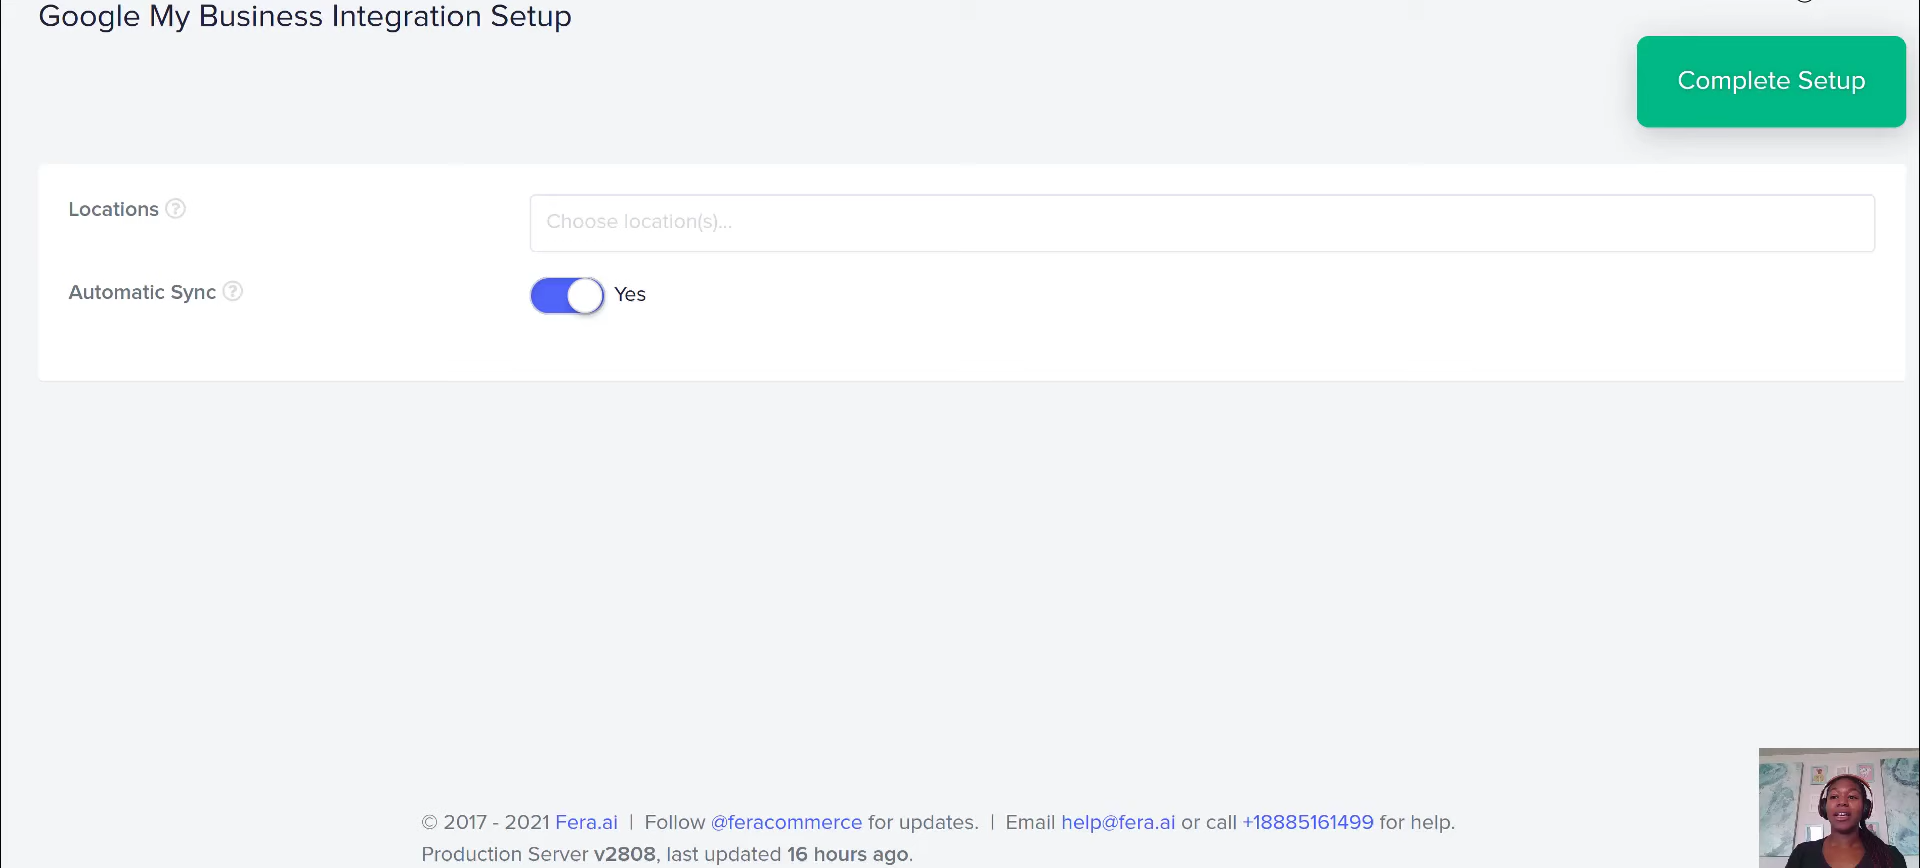 Google My Business Integration Setup
Complete Setup
Locations
Choose location(s)...
Automatic Sync
Yes
© 2017 - 2021 Fera.ai | Follow @feracommerce for updates. | Email help@fera.ai or call +18885161499 for help.
Production Server v2808, last updated 16 hours ago.